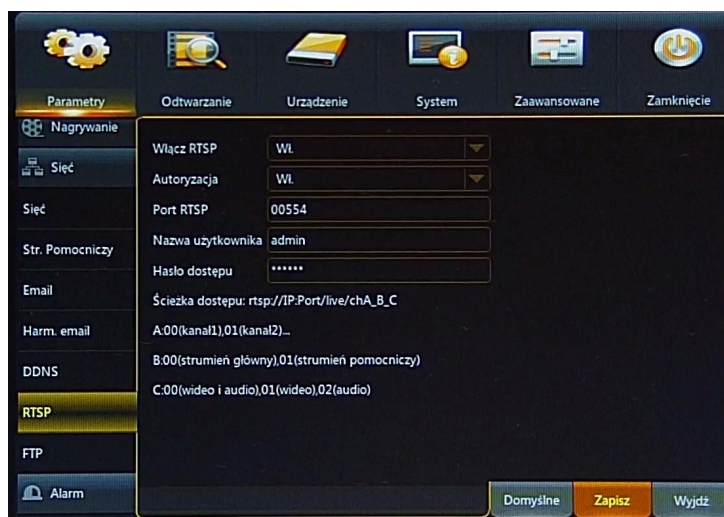 Parametry
Odtwarzanie
Urządzenie
System
Zaawansowane
Zamknięcie
Nagrywanie
Sieć
Sieć
Str. Pomocniczy
Email
Harm. email
DDNS
RTSP
FTP
Alarm
Włącz RTSP Wł.
Autoryzacja Wł.
Port RTSP 00554
Nazwa użytkownika admin
Hasło dostępu ••••••
Ścieżka dostępu: rtsp://IP:Port/live/chA_B_C
A:00(kanał1),01(kanał2)...
B:00(strumień główny),01(strumień pomocniczy)
C:00(wideo i audio),01(wideo),02(audio)
Domyślne
Zapisz
Wyjdź